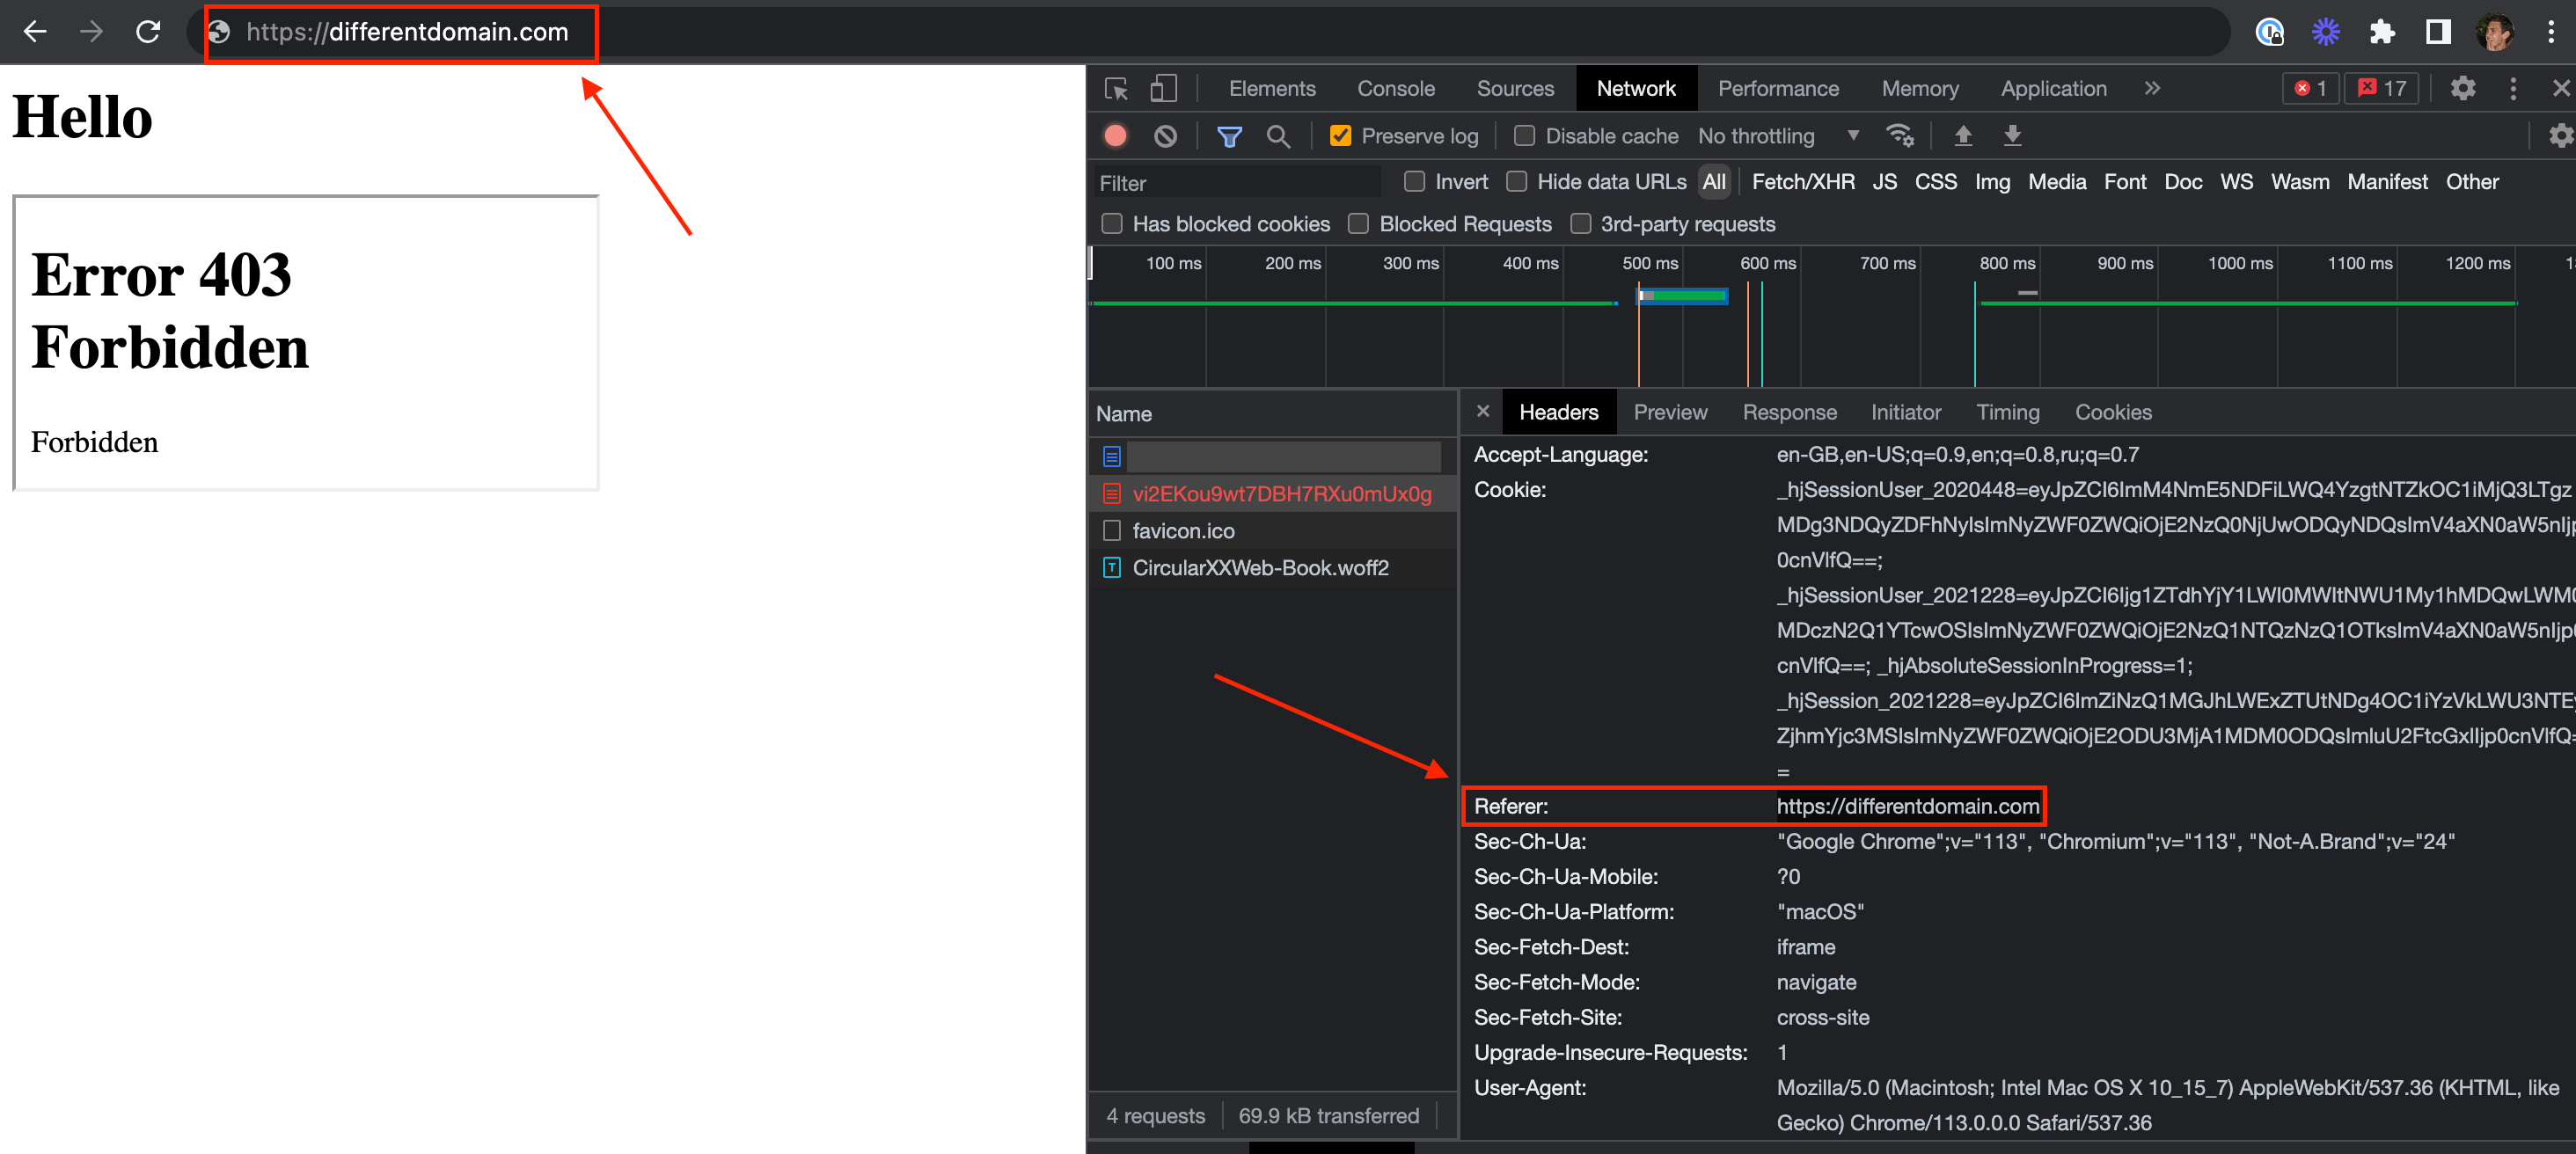 https://differentdomain.com
Hello
Error 403
Forbidden
Forbidden
Elements Console Sources Network Performance Memory Application » 1 17
Preserve log Disable cache No throttling
Filter Invert Hide data URLs All Fetch/XHR JS CSS Img Media Font Doc WS Wasm Manifest Other
Has blocked cookies Blocked Requests 3rd-party requests
100 ms 200 ms 300 ms 400 ms 500 ms 600 ms 700 ms 800 ms 900 ms 1000 ms 1100 ms 1200 ms
Name
vi2EKou9wt7DBH7RXu0mUx0g
favicon.ico
CircularXXWeb-Book.woff2
4 requests 69.9 kB transferred
Headers Preview Response Initiator Timing Cookies
Accept-Language: en-GB,en-US;q=0.9,en;q=0.8,ru;q=0.7
Cookie: _hjSessionUser_2020448=eyJpZCI6ImM4NmE5NDFiLWQ4YzgtNTZkOC1iMjQ3LTgz
MDg3NDQyZDFhNyIsImNyZWF0ZWQiOjE2NzQ0NjUwODQyNDQsImV4aXN0aW5nIjp
0cnVlfQ==;
_hjSessionUser_2021228=eyJpZCI6Ijg1ZTdhYjY1LWI0MWItNWU1My1hMDQwLWM0
MDczN2Q1YTcwOSIsImNyZWF0ZWQiOjE2NzQ1NTQzNzQ1OTksImV4aXN0aW5nIjp0
cnVlfQ==; _hjAbsoluteSessionInProgress=1;
_hjSession_2021228=eyJpZCI6ImZiNzQ1MGJhLWExZTUtNDg4OC1iYzVkLWU3NTEy
ZjhmYjc3MSIsImNyZWF0ZWQiOjE2ODU3MjA1MDM0ODQsImluU2FtcGxlIjp0cnVlfQ=
=
Referer: https://differentdomain.com
Sec-Ch-Ua: "Google Chrome";v="113", "Chromium";v="113", "Not-A.Brand";v="24"
Sec-Ch-Ua-Mobile: ?0
Sec-Ch-Ua-Platform: "macOS"
Sec-Fetch-Dest: iframe
Sec-Fetch-Mode: navigate
Sec-Fetch-Site: cross-site
Upgrade-Insecure-Requests: 1
User-Agent: Mozilla/5.0 (Macintosh; Intel Mac OS X 10_15_7) AppleWebKit/537.36 (KHTML, like
Gecko) Chrome/113.0.0.0 Safari/537.36